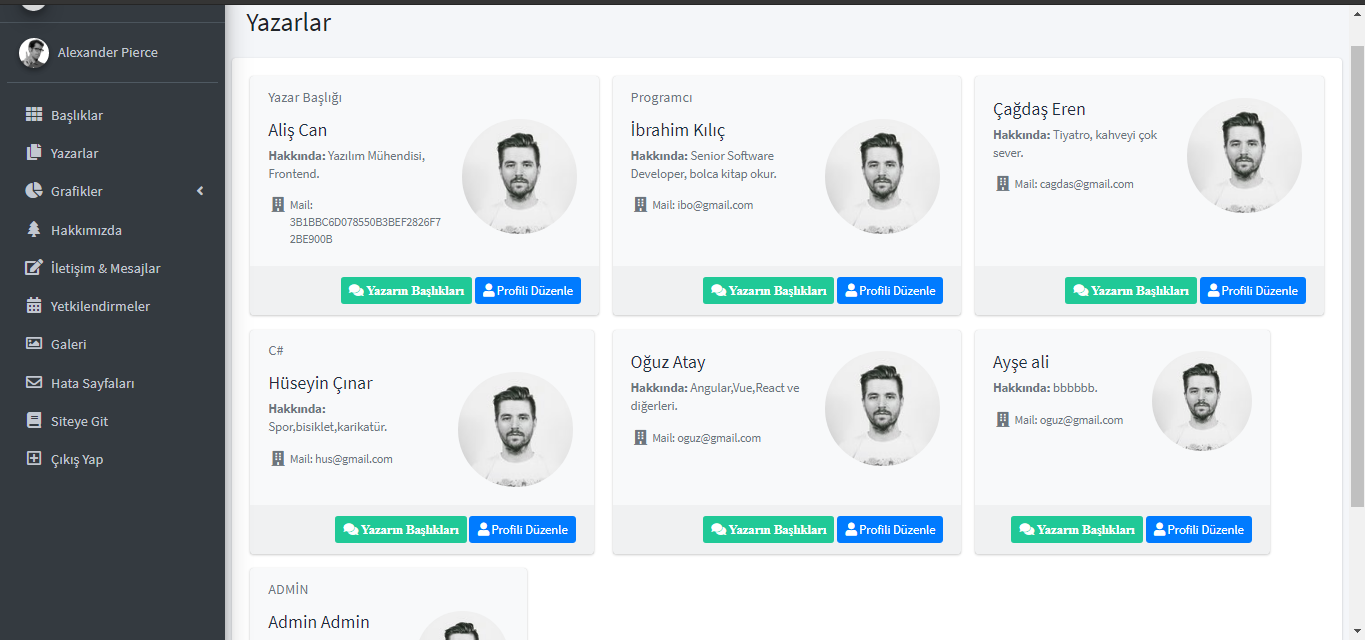 Yazarlar
Alexander Pierce
Başlıklar
Yazarlar
Grafikler
Hakkımızda
İletişim & Mesajlar
Yetkilendirmeler
Galeri
Hata Sayfaları
Siteye Git
Çıkış Yap
Yazar Başlığı
Aliş Can
Hakkında: Yazılım Mühendisi,
Frontend.
Mail:
3B1BBC6D078550B3BEF2826F7
2BE900B
Yazarın Başlıkları Profili Düzenle
Programcı
İbrahim Kılıç
Hakkında: Senior Software
Developer, bolca kitap okur.
Mail: ibo@gmail.com
Yazarın Başlıkları Profili Düzenle
Çağdaş Eren
Hakkında: Tiyatro, kahveyi çok
sever.
Mail: cagdas@gmail.com
Yazarın Başlıkları Profili Düzenle
C#
Hüseyin Çınar
Hakkında:
Spor,bisiklet,karikatür.
Mail: hus@gmail.com
Yazarın Başlıkları Profili Düzenle
Oğuz Atay
Hakkında: Angular,Vue,React ve
diğerleri.
Mail: oguz@gmail.com
Yazarın Başlıkları Profili Düzenle
Ayşe ali
Hakkında: bbbbbb.
Mail: oguz@gmail.com
Yazarın Başlıkları Profili Düzenle
ADMİN
Admin Admin